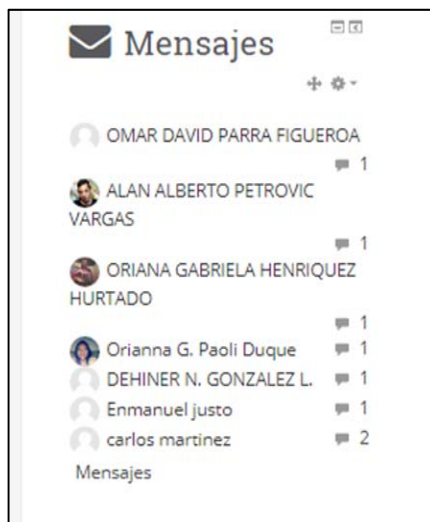 Mensajes
OMAR DAVID PARRA FIGUEROA
1
ALAN ALBERTO PETROVIC
VARGAS
1
ORIANA GABRIELA HENRIQUEZ
HURTADO
1
Orianna G. Paoli Duque 1
DEHINER N. GONZALEZ L. 1
Enmanuel justo 1
carlos martinez 2
Mensajes